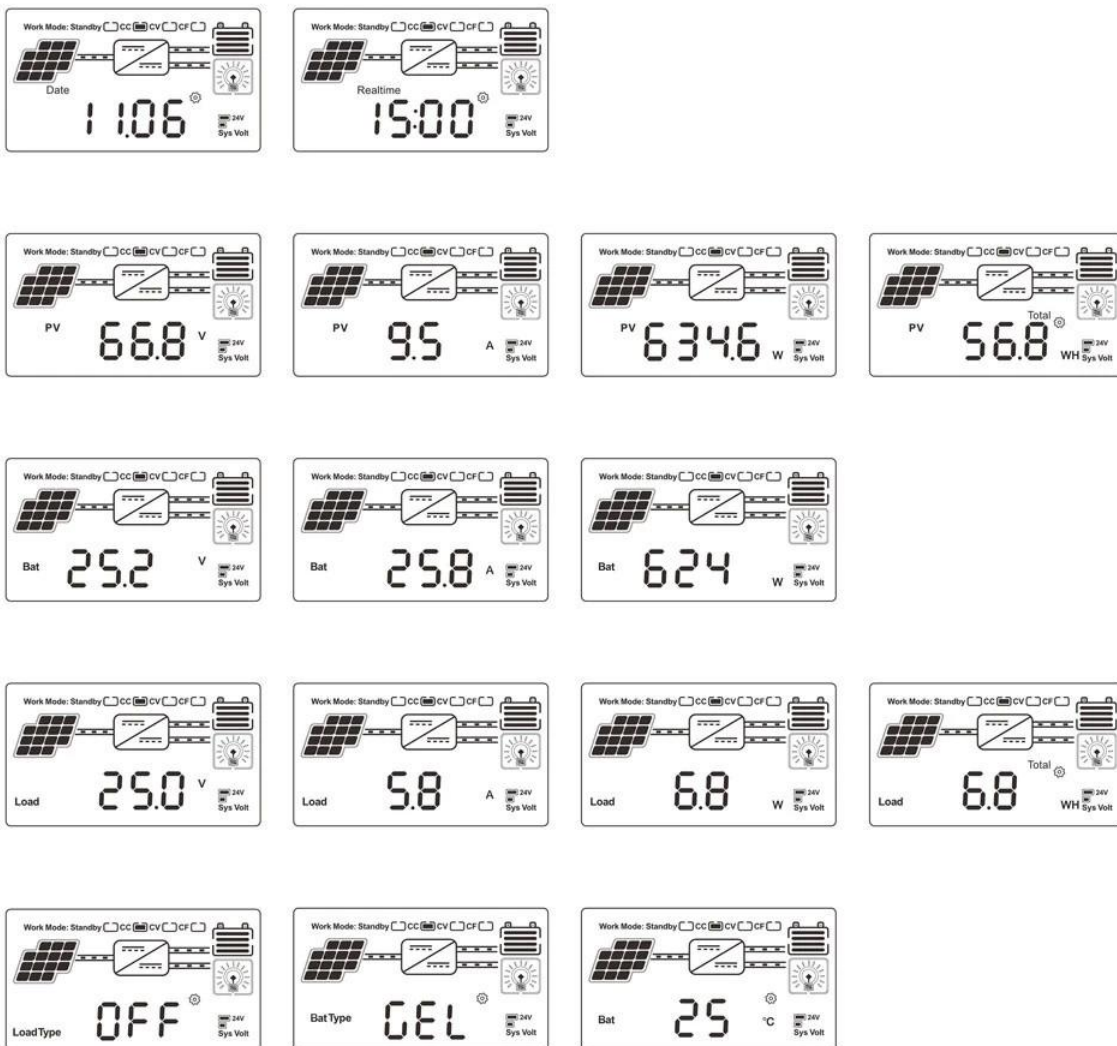 Work Mode: Standby CC CV CF
Date
11.06
24V
Sys Volt
Work Mode: Standby CC CV CF
Realtime
15:00
24V
Sys Volt
Work Mode: Standby CC CV CF
PV 66.8 V
24V
Sys Volt
Work Mode: Standby CC CV CF
PV 9.5 A
24V
Sys Volt
Work Mode: Standby CC CV CF
PV 634.6 W
24V
Sys Volt
Work Mode: Standby CC CV CF
Total
PV 56.8 WH
24V
Sys Volt
Work Mode: Standby CC CV CF
Bat 25.2 V
24V
Sys Volt
Work Mode: Standby CC CV CF
Bat 25.8 A
24V
Sys Volt
Work Mode: Standby CC CV CF
Bat 624 W
24V
Sys Volt
Work Mode: Standby CC CV CF
Load 25.0 V
24V
Sys Volt
Work Mode: Standby CC CV CF
Load 5.8 A
24V
Sys Volt
Work Mode: Standby CC CV CF
Load 6.8 W
24V
Sys Volt
Work Mode: Standby CC CV CF
Total
Load 6.8 WH
24V
Sys Volt
Work Mode: Standby CC CV CF
LoadType OFF
24V
Sys Volt
Work Mode: Standby CC CV CF
BatType GEL
24V
Sys Volt
Work Mode: Standby CC CV CF
Bat 25 °C
24V
Sys Volt